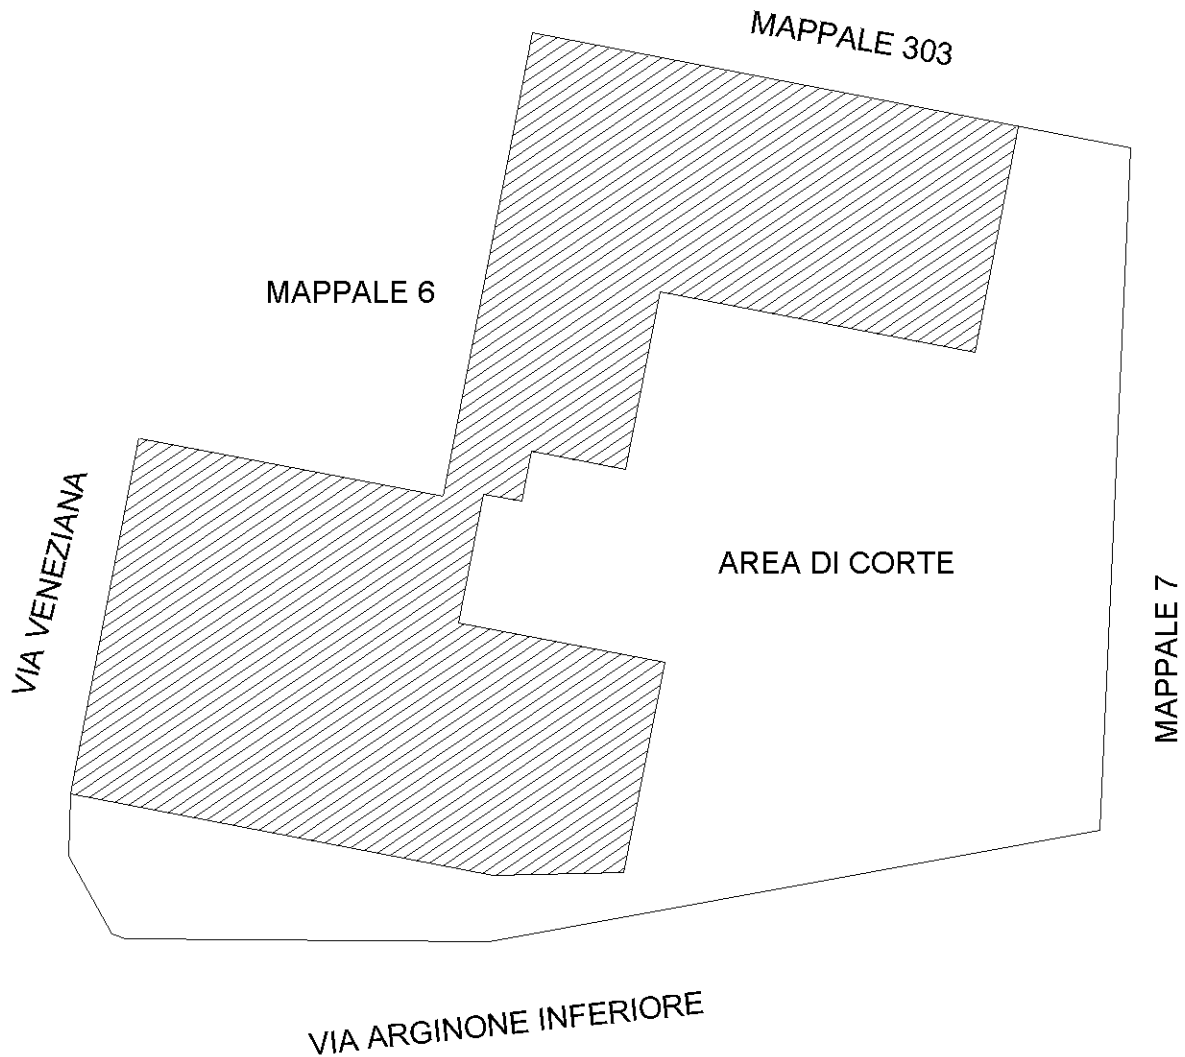 MAPPALE 303
MAPPALE 6
VIA VENEZIANA
AREA DI CORTE
MAPPALE 7
VIA ARGINONE INFERIORE